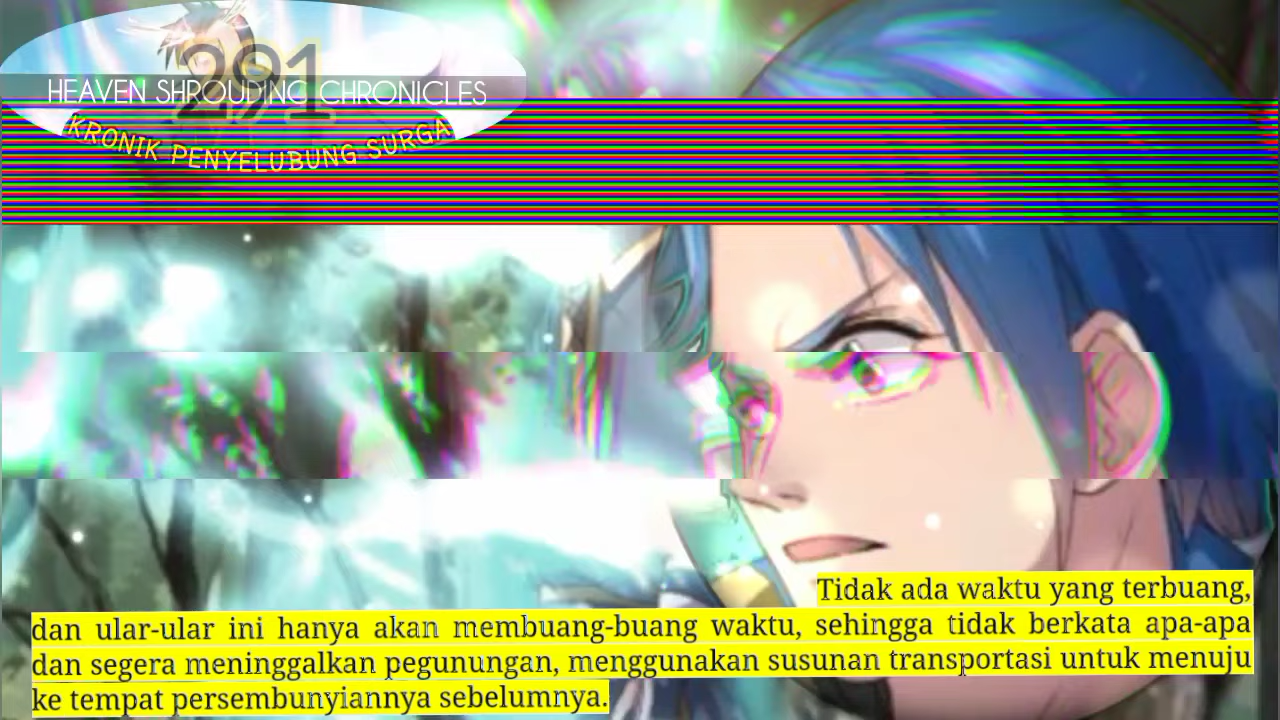 291
HEAVEN SHROUDING CHRONICLES
KRONIK PENYELUBUNG SURGA
Tidak ada waktu yang terbuang,
dan ular-ular ini hanya akan membuang-buang waktu, sehingga tidak berkata apa-apa
dan segera meninggalkan pegunungan, menggunakan susunan transportasi untuk menuju
ke tempat persembunyiannya sebelumnya.